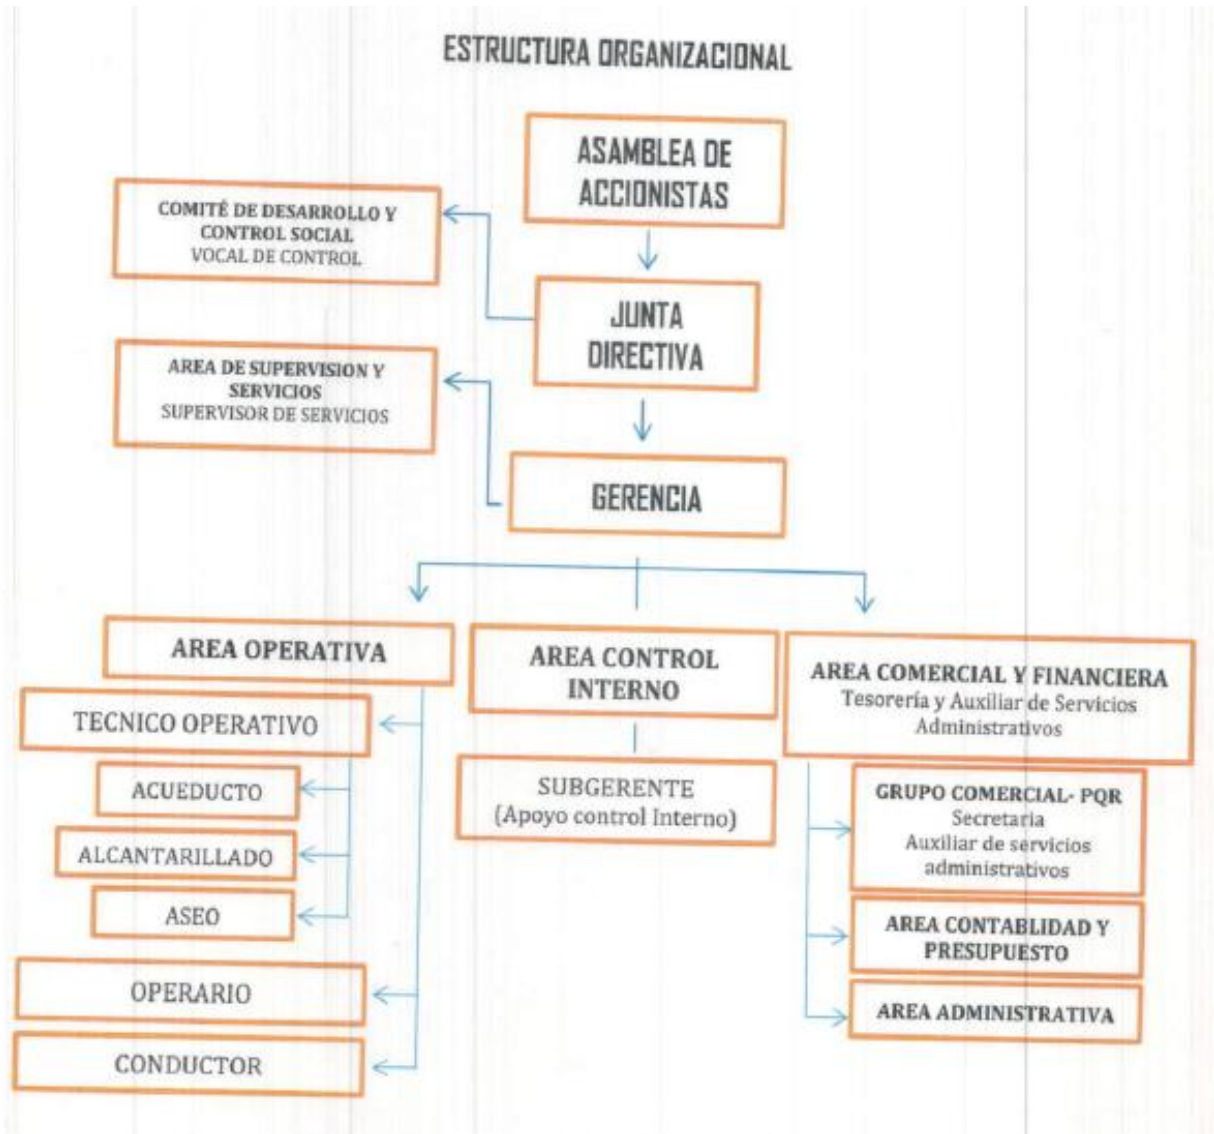 ESTRUCTURA ORGANIZACIONAL
ASAMBLEA DE
ACCIONISTAS
COMITÉ DE DESARROLLO Y
CONTROL SOCIAL
VOCAL DE CONTROL
JUNTA
DIRECTIVA
AREA DE SUPERVISION Y
SERVICIOS
SUPERVISOR DE SERVICIOS
GERENCIA
AREA OPERATIVA
TECNICO OPERATIVO
ACUEDUCTO
ALCANTARILLADO
ASEO
OPERARIO
CONDUCTOR
AREA CONTROL
INTERNO
SUBGERENTE
(Apoyo control Interno)
AREA COMERCIAL Y FINANCIERA
Tesorería y Auxiliar de Servicios
Administrativos
GRUPO COMERCIAL- PQR
Secretaria
Auxiliar de servicios
administrativos
AREA CONTABLIDAD Y
PRESUPUESTO
AREA ADMINISTRATIVA